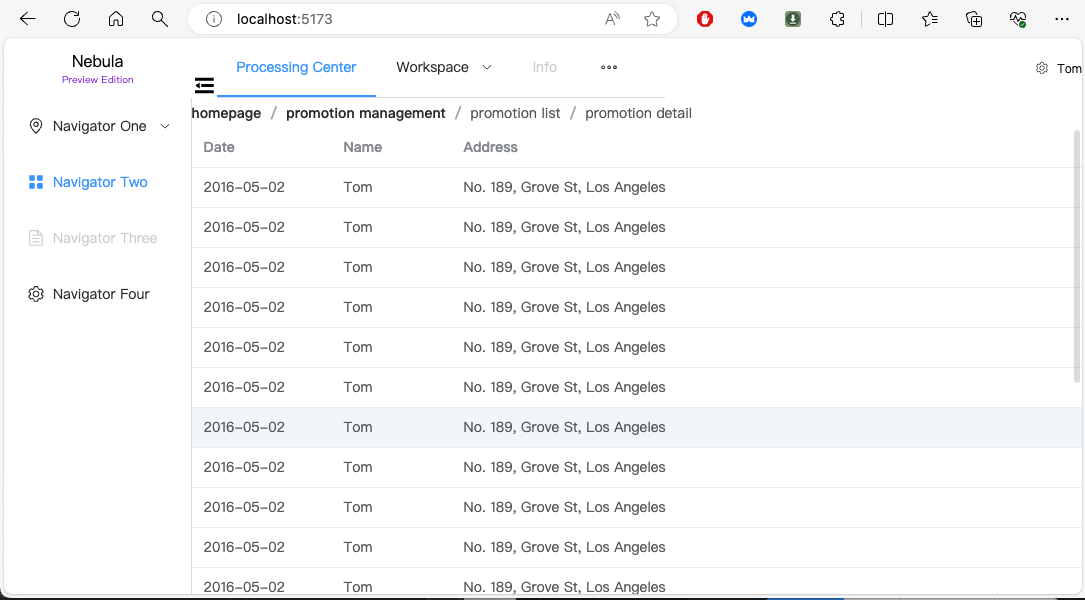 localhost:5173
Nebula
Preview Edition
Processing Center Workspace Info •••
Tom
homepage / promotion management / promotion list / promotion detail
Navigator One
Navigator Two
Navigator Three
Navigator Four
Date Name Address
2016-05-02 Tom No. 189, Grove St, Los Angeles
2016-05-02 Tom No. 189, Grove St, Los Angeles
2016-05-02 Tom No. 189, Grove St, Los Angeles
2016-05-02 Tom No. 189, Grove St, Los Angeles
2016-05-02 Tom No. 189, Grove St, Los Angeles
2016-05-02 Tom No. 189, Grove St, Los Angeles
2016-05-02 Tom No. 189, Grove St, Los Angeles
2016-05-02 Tom No. 189, Grove St, Los Angeles
2016-05-02 Tom No. 189, Grove St, Los Angeles
2016-05-02 Tom No. 189, Grove St, Los Angeles
2016-05-02 Tom No. 189, Grove St, Los Angeles